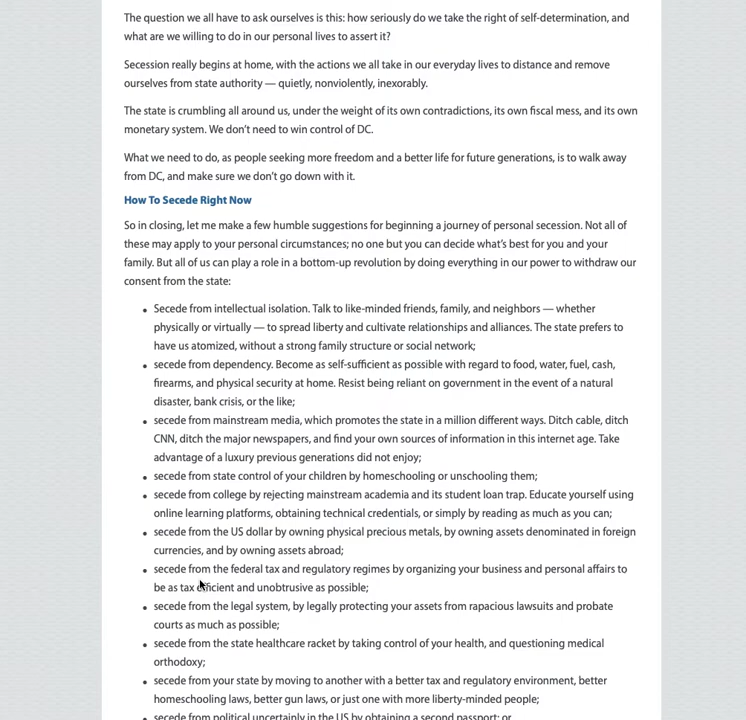 The question we all have to ask ourselves is this: how seriously do we take the right of self-determination, and
what are we willing to do in our personal lives to assert it?
Secession really begins at home, with the actions we all take in our everyday lives to distance and remove
ourselves from state authority — quietly, nonviolently, inexorably.
The state is crumbling all around us, under the weight of its own contradictions, its own fiscal mess, and its own
monetary system. We don’t need to win control of DC.
What we need to do, as people seeking more freedom and a better life for future generations, is to walk away
from DC, and make sure we don’t go down with it.
How To Secede Right Now
So in closing, let me make a few humble suggestions for beginning a journey of personal secession. Not all of
these may apply to your personal circumstances; no one but you can decide what’s best for you and your
family. But all of us can play a role in a bottom-up revolution by doing everything in our power to withdraw our
consent from the state:
• Secede from intellectual isolation. Talk to like-minded friends, family, and neighbors — whether
physically or virtually — to spread liberty and cultivate relationships and alliances. The state prefers to
have us atomized, without a strong family structure or social network;
• secede from dependency. Become as self-sufficient as possible with regard to food, water, fuel, cash,
firearms, and physical security at home. Resist being reliant on government in the event of a natural
disaster, bank crisis, or the like;
• secede from mainstream media, which promotes the state in a million different ways. Ditch cable, ditch
CNN, ditch the major newspapers, and find your own sources of information in this internet age. Take
advantage of a luxury previous generations did not enjoy;
• secede from state control of your children by homeschooling or unschooling them;
• secede from college by rejecting mainstream academia and its student loan trap. Educate yourself using
online learning platforms, obtaining technical credentials, or simply by reading as much as you can;
• secede from the US dollar by owning physical precious metals, by owning assets denominated in foreign
currencies, and by owning assets abroad;
• secede from the federal tax and regulatory regimes by organizing your business and personal affairs to
be as tax efficient and unobtrusive as possible;
• secede from the legal system, by legally protecting your assets from rapacious lawsuits and probate
courts as much as possible;
• secede from the state healthcare racket by taking control of your health, and questioning medical
orthodoxy;
• secede from your state by moving to another with a better tax and regulatory environment, better
homeschooling laws, better gun laws, or just one with more liberty-minded people;
• secede from political uncertainly in the US by obtaining a second passport; or